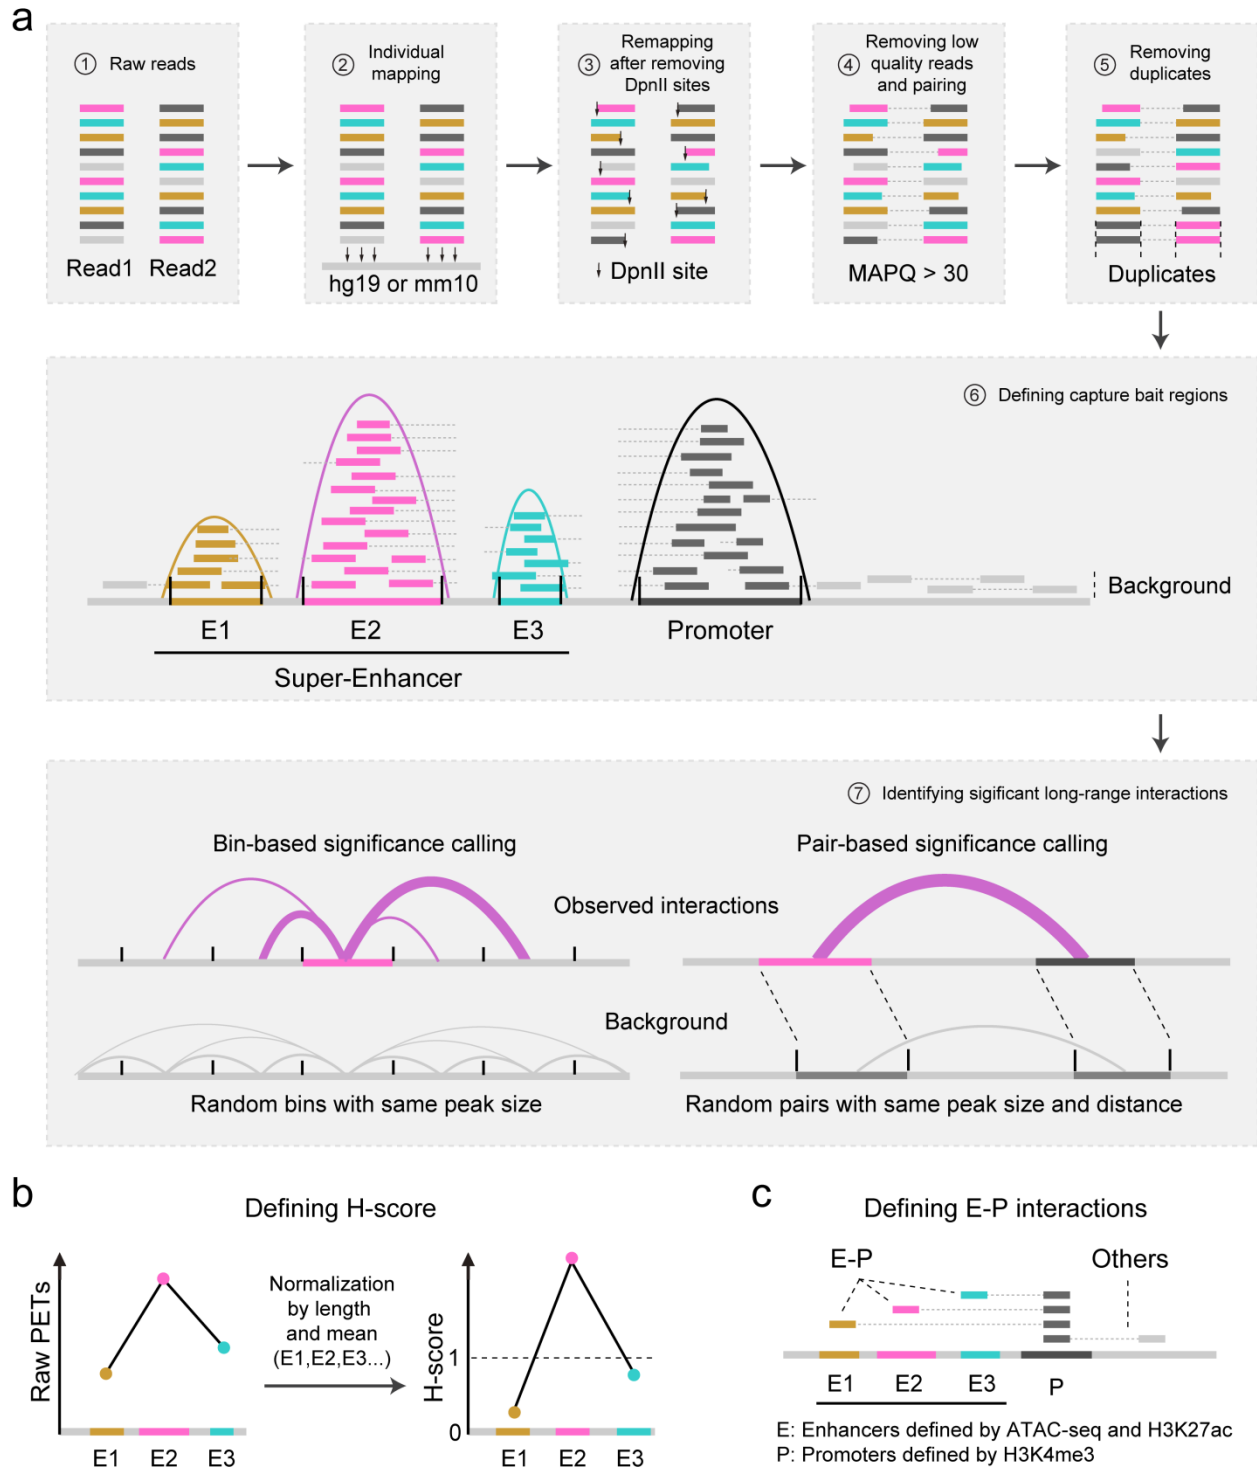 a
① Raw reads
Read1 Read2
② Individual
mapping
hg19 or mm10
③ Remapping
after removing
DpnII sites
DpnII site
④ Removing low
quality reads
and pairing
MAPQ > 30
⑤ Removing
duplicates
Duplicates
⑥ Defining capture bait regions
Background
E1 E2 E3 Promoter
Super-Enhancer
⑦ Identifying sigificant long-range interactions
Bin-based significance calling
Pair-based significance calling
Observed interactions
Background
Random bins with same peak size
Random pairs with same peak size and distance
b
Defining H-score
Raw PETs
E1 E2 E3
Normalization
by length
and mean
(E1,E2,E3...)
H-score
1
0
E1 E2 E3
c
Defining E-P interactions
E-P
Others
E1 E2 E3 P
E: Enhancers defined by ATAC-seq and H3K27ac
P: Promoters defined by H3K4me3